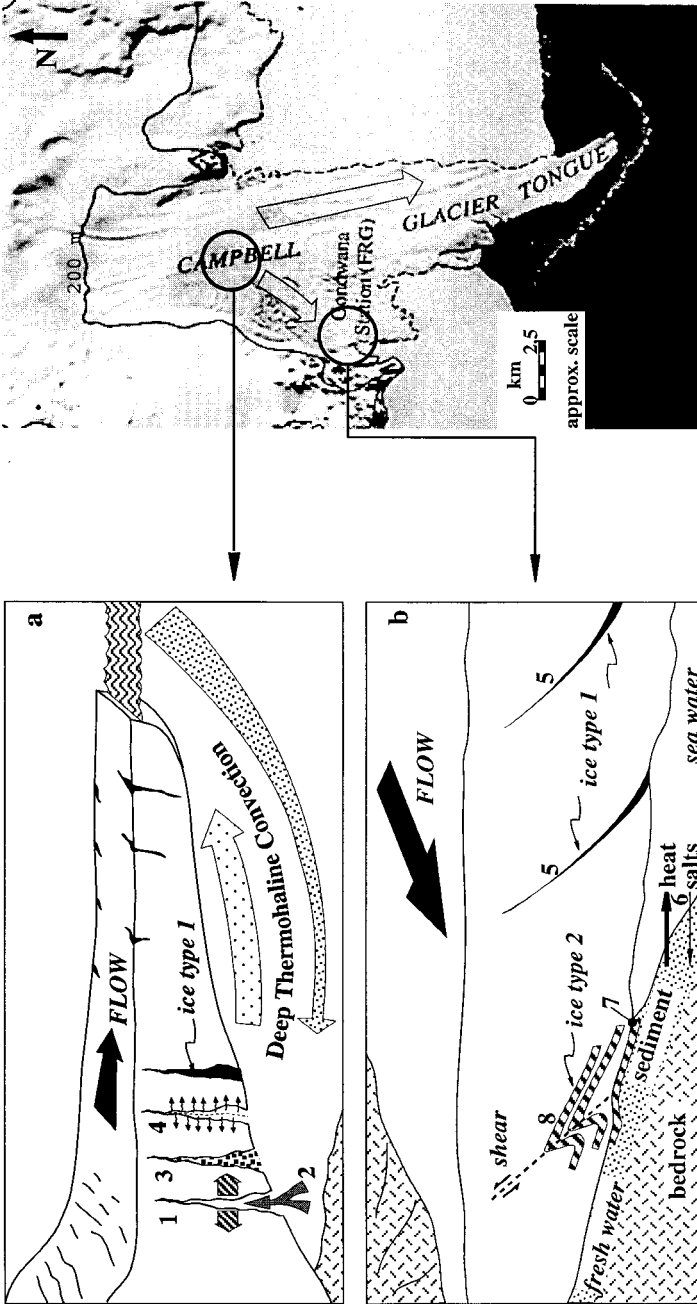 a
FLOW
ice type 1
Deep Thermohaline Convection
1
2
3
4
b
FLOW
5
5
ice type 1
ice type 2
shear
8
7
heat
6
salts
sea water
sediment
fresh water
bedrock
N
200
CAMPBELL
GLACIER TONGUE
Gondwana
Station (FRG)
km
0 2.5
approx. scale